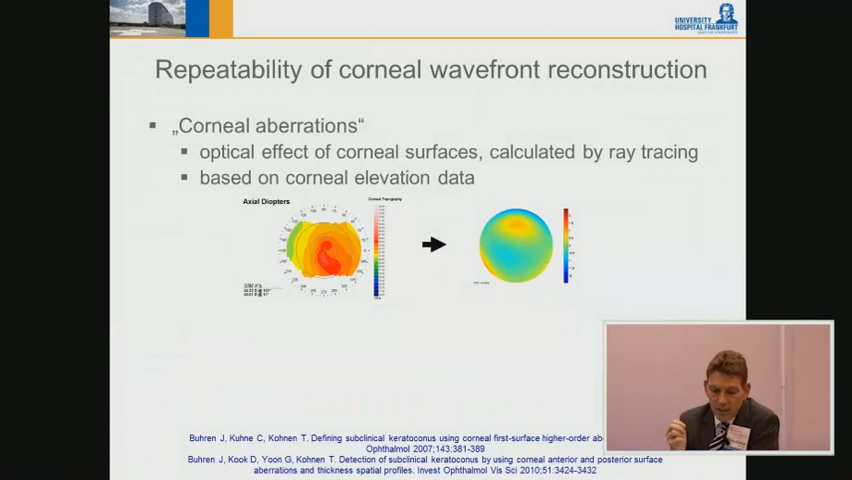 UNIVERSITY
HOSPITAL FRANKFURT
Repeatability of corneal wavefront reconstruction
„Corneal aberrations“
optical effect of corneal surfaces, calculated by ray tracing
based on corneal elevation data
Axial Diopters
Corneal Topography
Buhren J, Kuhne C, Kohnen T. Defining subclinical keratoconus using corneal first-surface higher-order
Ophthalmol 2007;143:381-389
Buhren J, Kook D, Yoon G, Kohnen T. Detection of subclinical keratoconus by using corneal anterior and posterior surface
aberrations and thickness spatial profiles. Invest Ophthalmol Vis Sci 2010;51:3424-3432